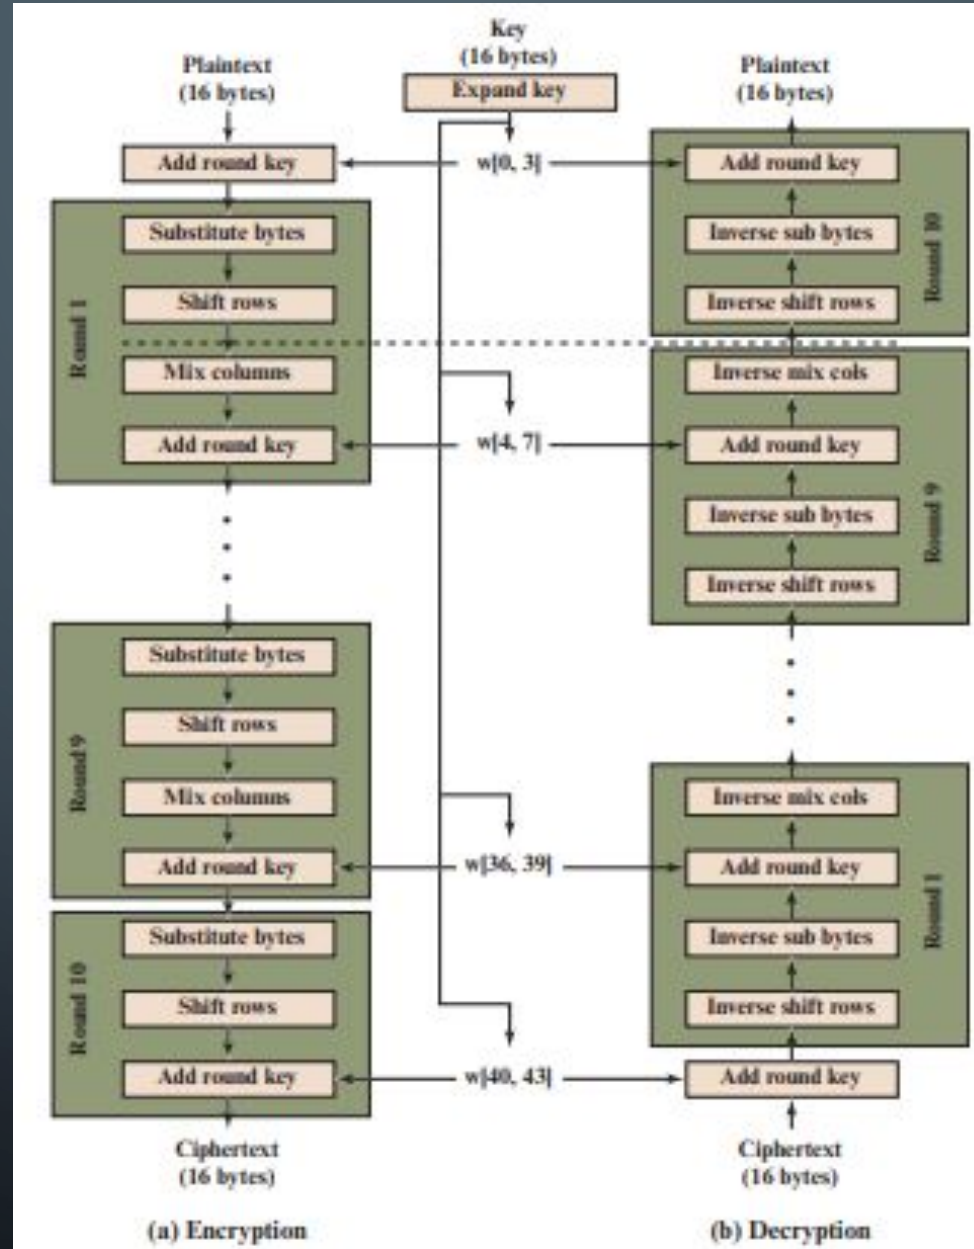 Plaintext
(16 bytes)
Add round key
Round 1
Substitute bytes
Shift rows
Mix columns
Add round key
Round 9
Substitute bytes
Shift rows
Mix columns
Add round key
Round 10
Substitute bytes
Shift rows
Add round key
Ciphertext
(16 bytes)
(a) Encryption
Key
(16 bytes)
Expand key
w[0, 3]
w[4, 7]
w[36, 39]
w[40, 43]
Plaintext
(16 bytes)
Add round key
Inverse sub bytes
Inverse shift rows
Round 10
Inverse mix cols
Add round key
Inverse sub bytes
Inverse shift rows
Round 9
Inverse mix cols
Add round key
Inverse sub bytes
Inverse shift rows
Round 1
Add round key
Ciphertext
(16 bytes)
(b) Decryption